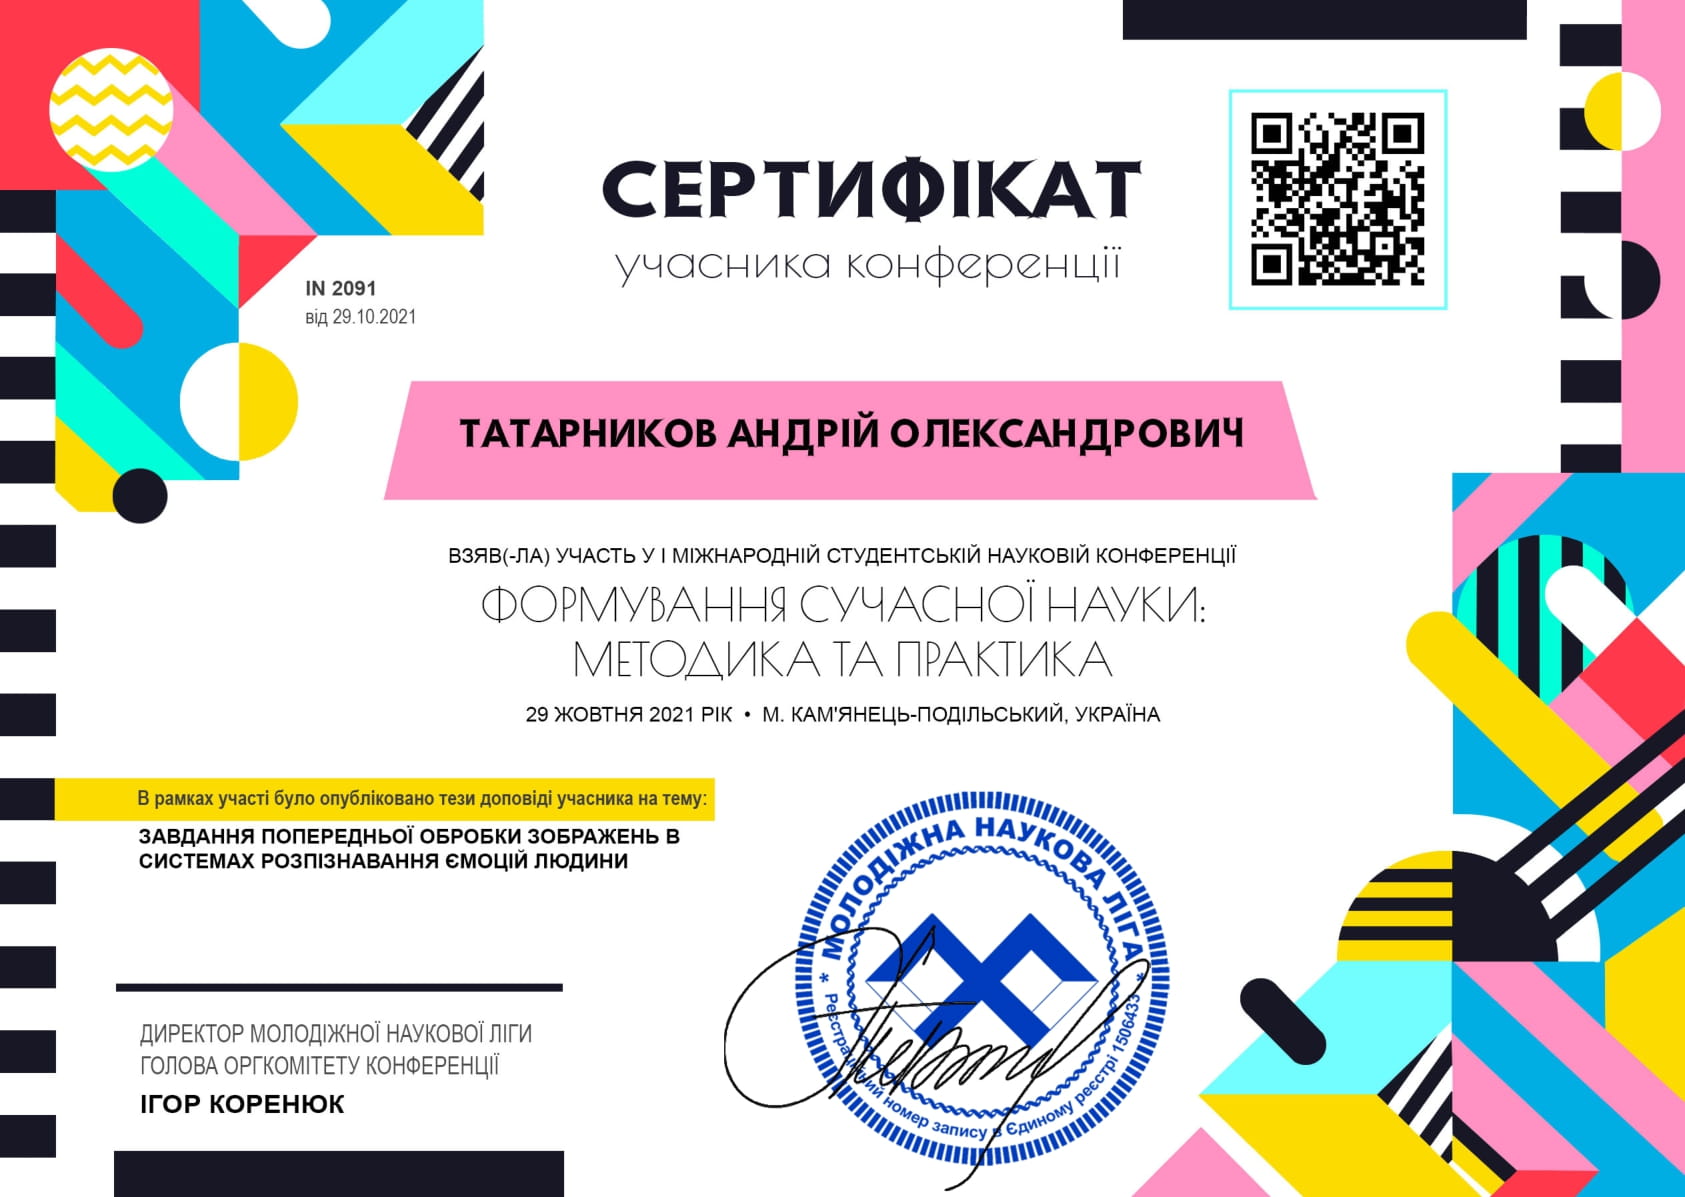 СЕРТИФІКАТ
учасника конференції
IN 2091
від 29.10.2021
ТАТАРНИКОВ АНДРІЙ ОЛЕКСАНДРОВИЧ
ВЗЯВ(-ЛА) УЧАСТЬ У І МІЖНАРОДНІЙ СТУДЕНТСЬКІЙ НАУКОВІЙ КОНФЕРЕНЦІЇ
ФОРМУВАННЯ СУЧАСНОЇ НАУКИ:
МЕТОДИКА ТА ПРАКТИКА
29 ЖОВТНЯ 2021 РІК • М. КАМ'ЯНЕЦЬ-ПОДІЛЬСЬКИЙ, УКРАЇНА
В рамках участі було опубліковано тези доповіді учасника на тему:
ЗАВДАННЯ ПОПЕРЕДНЬОЇ ОБРОБКИ ЗОБРАЖЕНЬ В
СИСТЕМАХ РОЗПІЗНАВАННЯ ЄМОЦІЙ ЛЮДИНИ
* МОЛОДІЖНА НАУКОВА ЛІГА *
Реєстраційний номер запису в Єдиному реєстрі 1506433
ДИРЕКТОР МОЛОДІЖНОЇ НАУКОВОЇ ЛІГИ
ГОЛОВА ОРГКОМІТЕТУ КОНФЕРЕНЦІЇ
ІГОР КОРЕНЮК